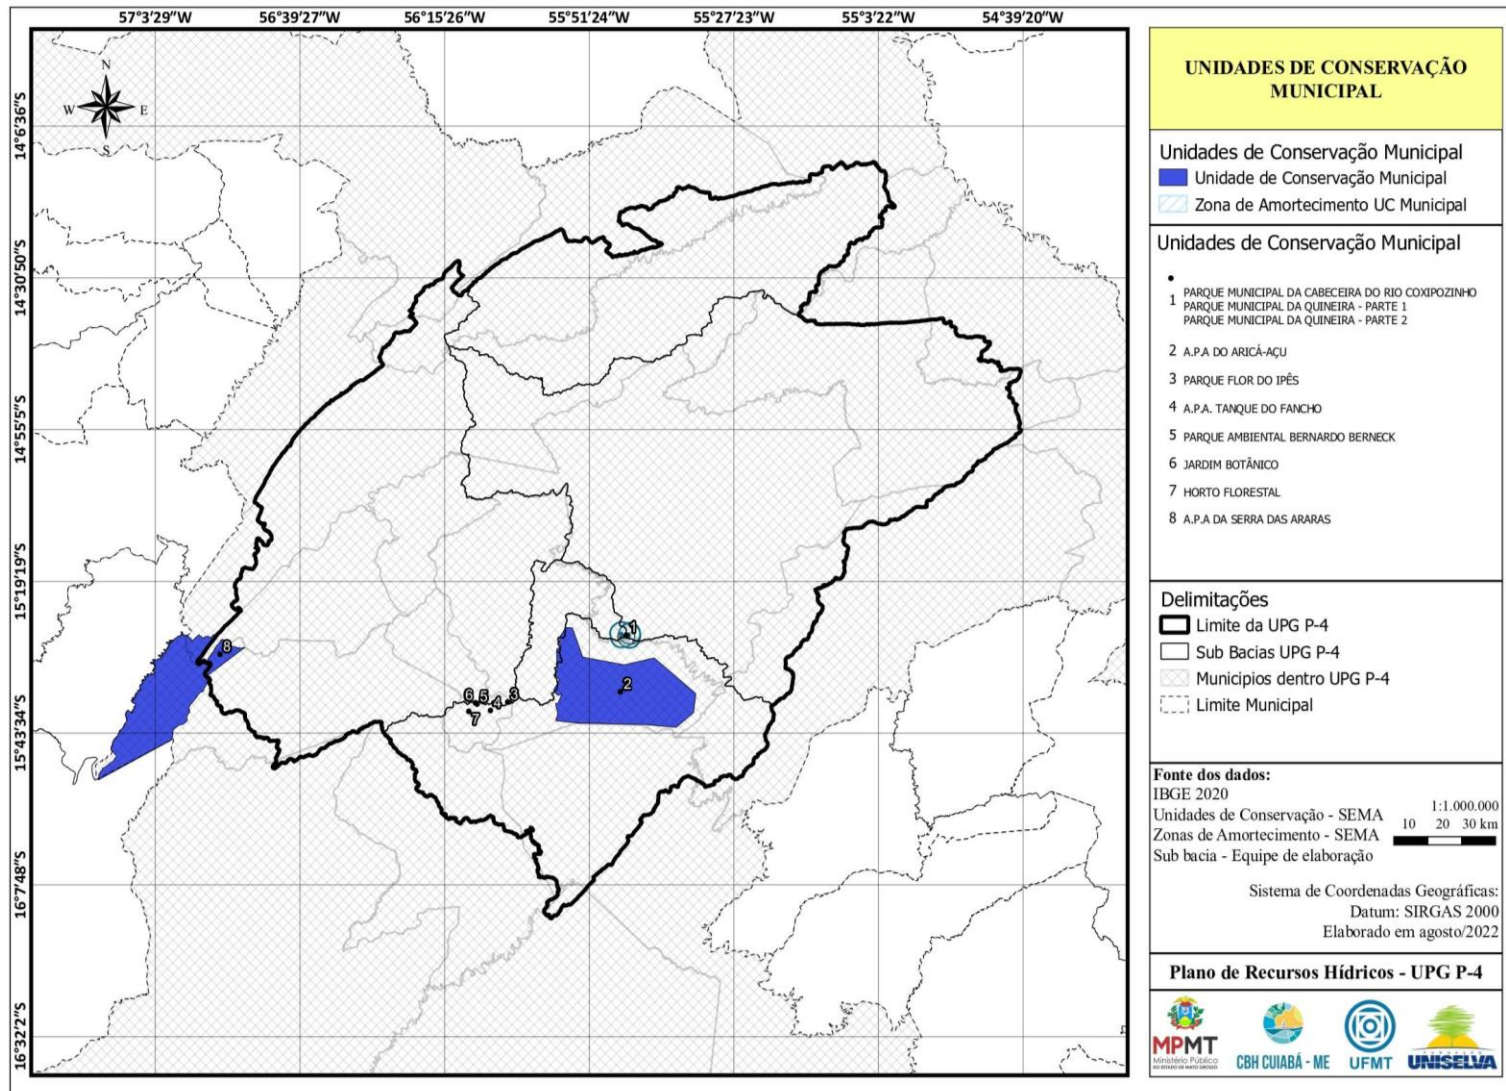 57°3'29"W 56°39'27"W 56°15'26"W 55°51'24"W 55°27'23"W 55°3'22"W 54°39'20"W
14°6'36"S
14°30'50"S
14°55'5"S
15°19'19"S
15°43'34"S
16°7'48"S
16°32'2"S
N
W E
S
1
2
3
4
5
6
7
8
UNIDADES DE CONSERVAÇÃO
MUNICIPAL
Unidades de Conservação Municipal
Unidade de Conservação Municipal
Zona de Amortecimento UC Municipal
Unidades de Conservação Municipal
1 PARQUE MUNICIPAL DA CABECEIRA DO RIO COXIPOZINHO
PARQUE MUNICIPAL DA QUINEIRA - PARTE 1
PARQUE MUNICIPAL DA QUINEIRA - PARTE 2
2 A.P.A DO ARICÁ-AÇU
3 PARQUE FLOR DO IPÊS
4 A.P.A. TANQUE DO FANCHO
5 PARQUE AMBIENTAL BERNARDO BERNECK
6 JARDIM BOTÂNICO
7 HORTO FLORESTAL
8 A.P.A DA SERRA DAS ARARAS
Delimitações
Limite da UPG P-4
Sub Bacias UPG P-4
Municipios dentro UPG P-4
Limite Municipal
Fonte dos dados:
IBGE 2020
Unidades de Conservação - SEMA
Zonas de Amortecimento - SEMA
Sub bacia - Equipe de elaboração
1:1.000.000
10 20 30 km
Sistema de Coordenadas Geográficas:
Datum: SIRGAS 2000
Elaborado em agosto/2022
Plano de Recursos Hídricos - UPG P-4
MPMT
Ministério Público
DO ESTADO DE MATO GROSSO
CBH CUIABÁ - ME
UFMT
UNISELVA